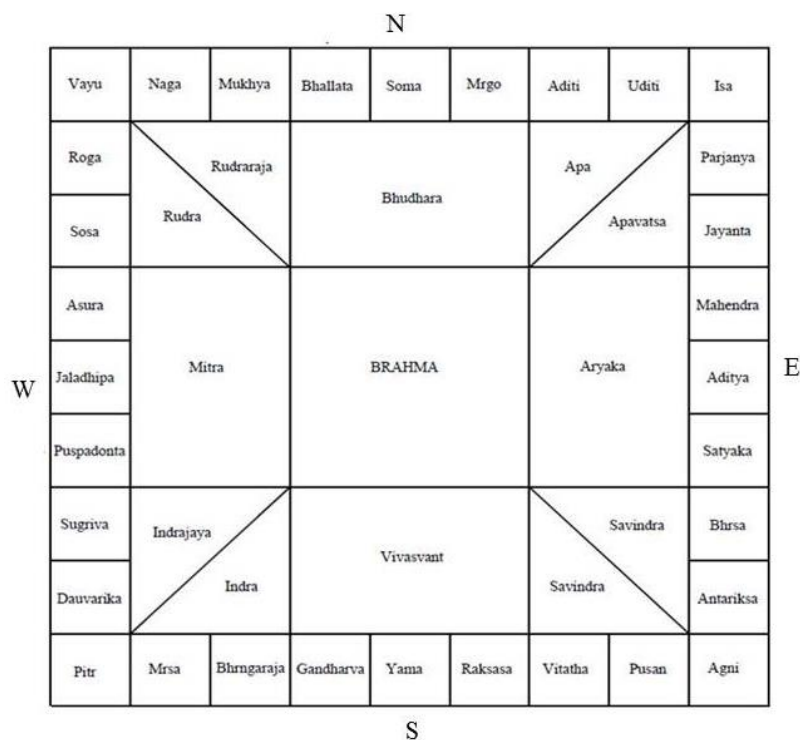 N
Vayu Naga Mukhya Bhallata Soma Mrgo Aditi Uditi Isa
Roga Rudraraja Bhudhara Apa Parjanya
Rudra Apavatsa
Sosa Jayanta
Asura Mahendra
W Jaladhipa Mitra BRAHMA Aryaka Aditya E
Puspadonta Satyaka
Sugriva Indrajaya Savindra Bhrsa
Vivasvant
Dauvarika Indra Savindra Antariksa
Pitr Mrsa Bhrngaraja Gandharva Yama Raksasa Vitatha Pusan Agni
S